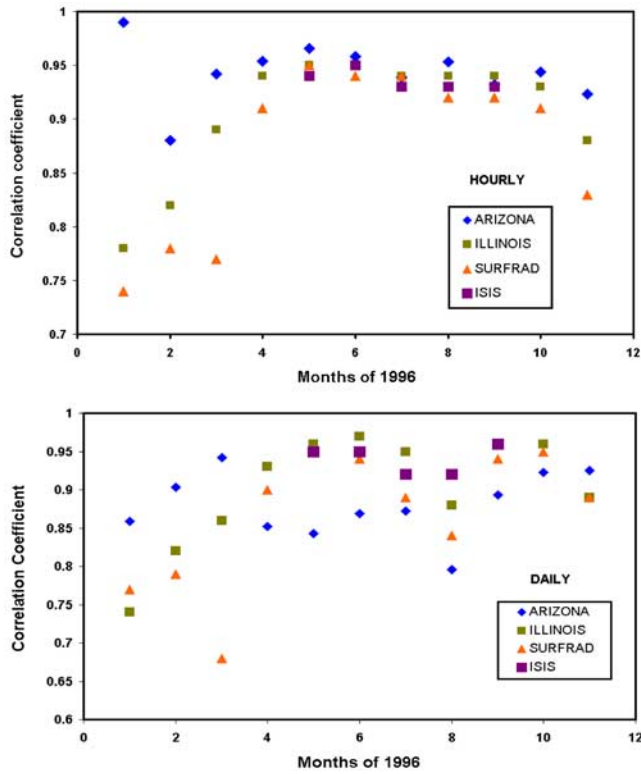 1
0.95
0.9
0.85
0.8
0.75
0.7
Correlation coefficient
HOURLY
ARIZONA
ILLINOIS
SURFRAD
ISIS
0 2 4 6 8 10 12
Months of 1996
1
0.95
0.9
0.85
0.8
0.75
0.7
0.65
0.6
Correlation Coefficient
DAILY
ARIZONA
ILLINOIS
SURFRAD
ISIS
0 2 4 6 8 10 12
Months of 1996